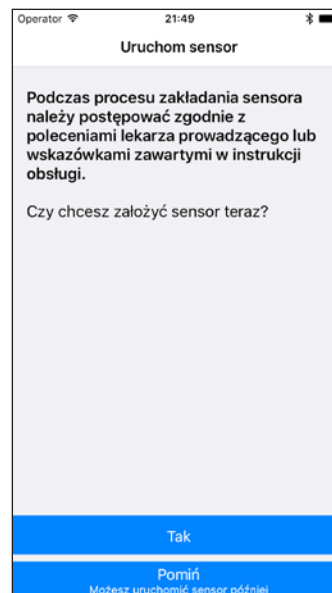 Operator 21:49
Uruchom sensor
Podczas procesu zakładania sensora
należy postępować zgodnie z
poleceniami lekarza prowadzącego lub
wskazówkami zawartymi w instrukcji
obsługi.
Czy chcesz założyć sensor teraz?
Tak
Pomiń
Możesz uruchomić sensor później